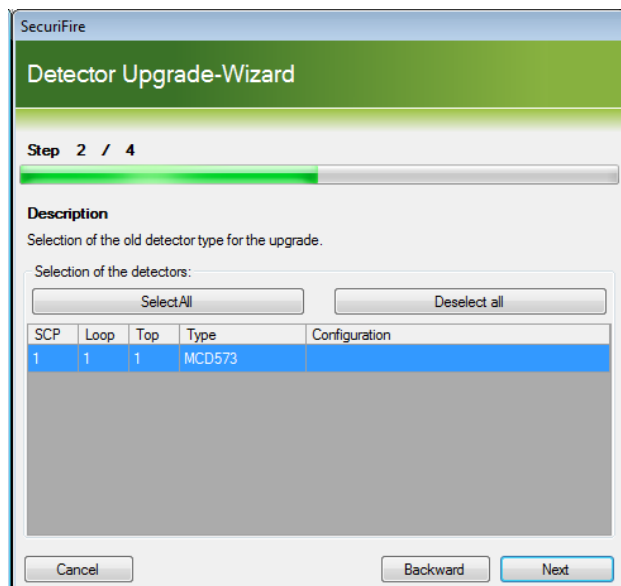 SecuriFire
Detector Upgrade-Wizard
Step 2 / 4
Description
Selection of the old detector type for the upgrade.
Selection of the detectors:
SelectAll Deselect all
SCP Loop Top Type Configuration
1 1 1 MCD573
Cancel Backward Next